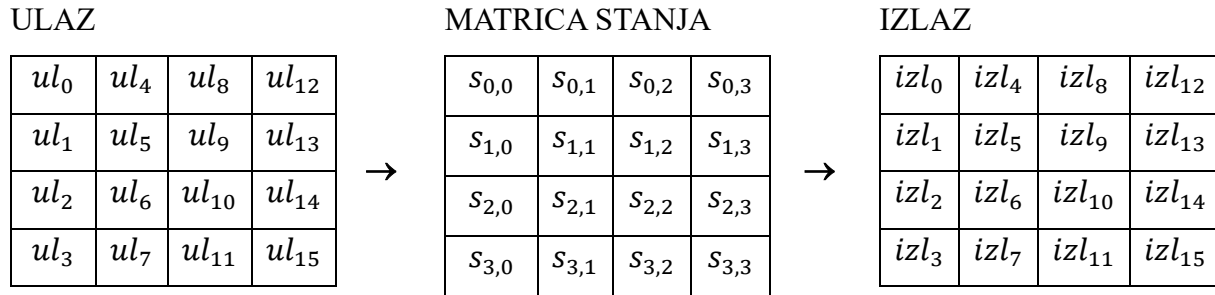 ULAZ MATRICA STANJA IZLAZ
ul₀ ul₄ ul₈ ul₁₂ s₀,₀ s₀,₁ s₀,₂ s₀,₃ izl₀ izl₄ izl₈ izl₁₂
ul₁ ul₅ ul₉ ul₁₃ s₁,₀ s₁,₁ s₁,₂ s₁,₃ izl₁ izl₅ izl₉ izl₁₃
→ →
ul₂ ul₆ ul₁₀ ul₁₄ s₂,₀ s₂,₁ s₂,₂ s₂,₃ izl₂ izl₆ izl₁₀ izl₁₄
ul₃ ul₇ ul₁₁ ul₁₅ s₃,₀ s₃,₁ s₃,₂ s₃,₃ izl₃ izl₇ izl₁₁ izl₁₅